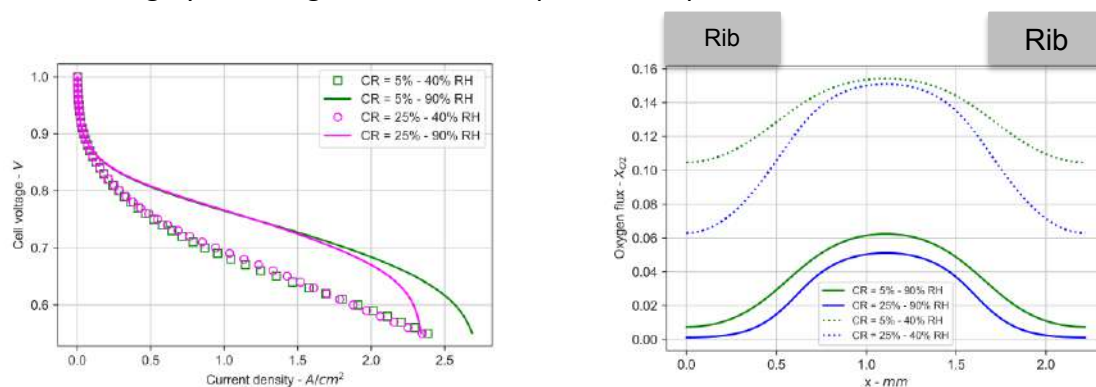 Rib
Rib
CR = 5% - 40% RH
CR = 5% - 90% RH
CR = 25% - 40% RH
CR = 25% - 90% RH
1.0
0.9
0.8
0.7
0.6
Cell voltage - V
0.0 0.5 1.0 1.5 2.0 2.5
Current density - A/cm²
0.16
0.14
0.12
0.10
0.08
0.06
0.04
0.02
0.00
Oxygen flux - X_O2
CR = 5% - 90% RH
CR = 25% - 90% RH
CR = 5% - 40% RH
CR = 25% - 40% RH
0.0 0.5 1.0 1.5 2.0
x - mm